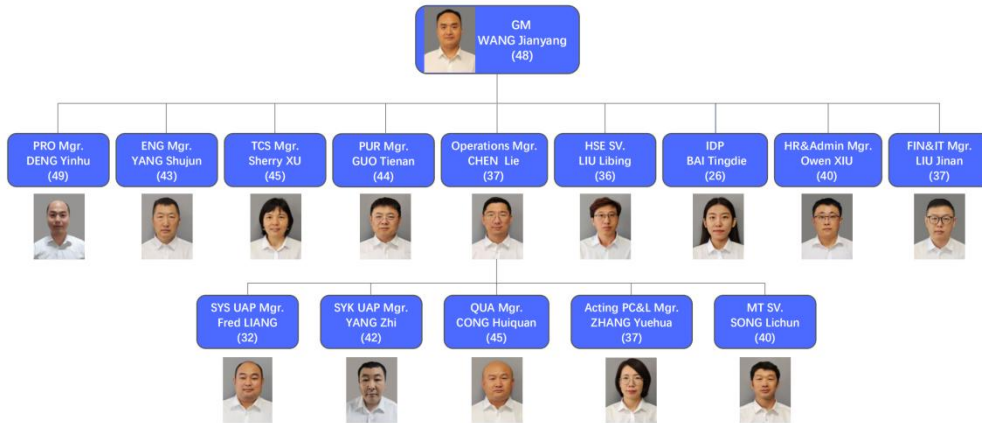 GM
WANG Jianyang
(48)
PRO Mgr.
DENG Yinhu
(49)
ENG Mgr.
YANG Shujun
(43)
TCS Mgr.
Sherry XU
(45)
PUR Mgr.
GUO Tienan
(44)
Operations Mgr.
CHEN Lie
(37)
HSE SV.
LIU Libing
(36)
IDP
BAI Tingdie
(26)
HR&Admin Mgr.
Owen XIU
(40)
FIN&IT Mgr.
LIU Jinan
(37)
SYS UAP Mgr.
Fred LIANG
(32)
SYK UAP Mgr.
YANG Zhi
(42)
QUA Mgr.
CONG Huiquan
(45)
Acting PC&L Mgr.
ZHANG Yuehua
(37)
MT SV.
SONG Lichun
(40)